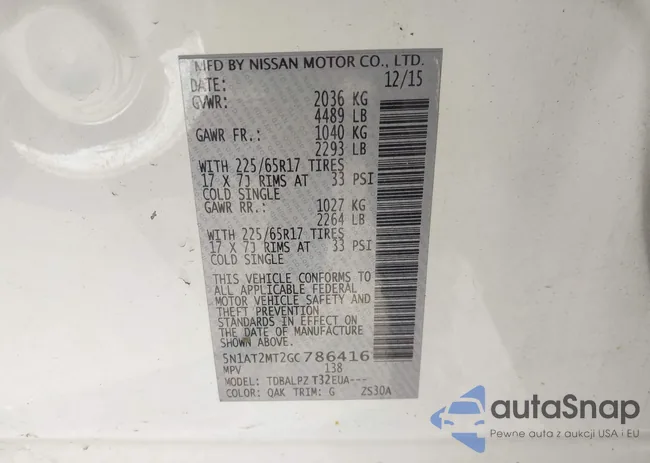 MFD BY NISSAN MOTOR CO., LTD.
DATE: 12/15
GVWR: 2036 KG
4489 LB
GAWR FR.: 1040 KG
2293 LB
WITH 225/65R17 TIRES
17 X 7J RIMS AT 33 PSI
COLD SINGLE
GAWR RR.: 1027 KG
2264 LB
WITH 225/65R17 TIRES
17 X 7J RIMS AT 33 PSI
COLD SINGLE
THIS VEHICLE CONFORMS TO
ALL APPLICABLE FEDERAL
MOTOR VEHICLE SAFETY AND
THEFT PREVENTION
STANDARDS IN EFFECT ON
THE DATE OF MANUFACTURE
SHOWN ABOVE.
5N1AT2MT2GC786416
MPV 138
MODEL: TDBALPZ T32EUA---
COLOR: QAK TRIM: G ZS30A
autoSnap
Pewne auta z aukcji USA i EU